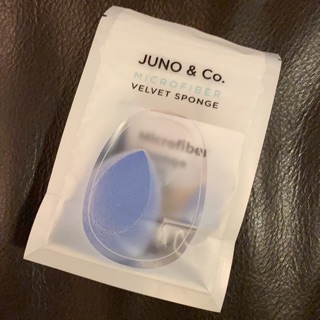 JUNO & Co.
MICROFIBER
VELVET SPONGE
Microfiber